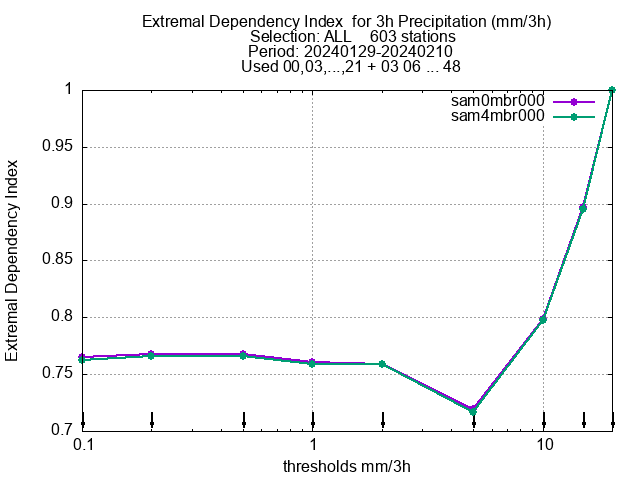 Extremal Dependency Index  for 3h Precipitation (mm/3h)
Selection: ALL    603 stations
Period: 20240129-20240210
Used 00,03,...,21 + 03 06 ... 48
sam0mbr000
sam4mbr000
Extremal Dependency Index
1
0.95
0.9
0.85
0.8
0.75
0.7
0.1
1
10
thresholds mm/3h